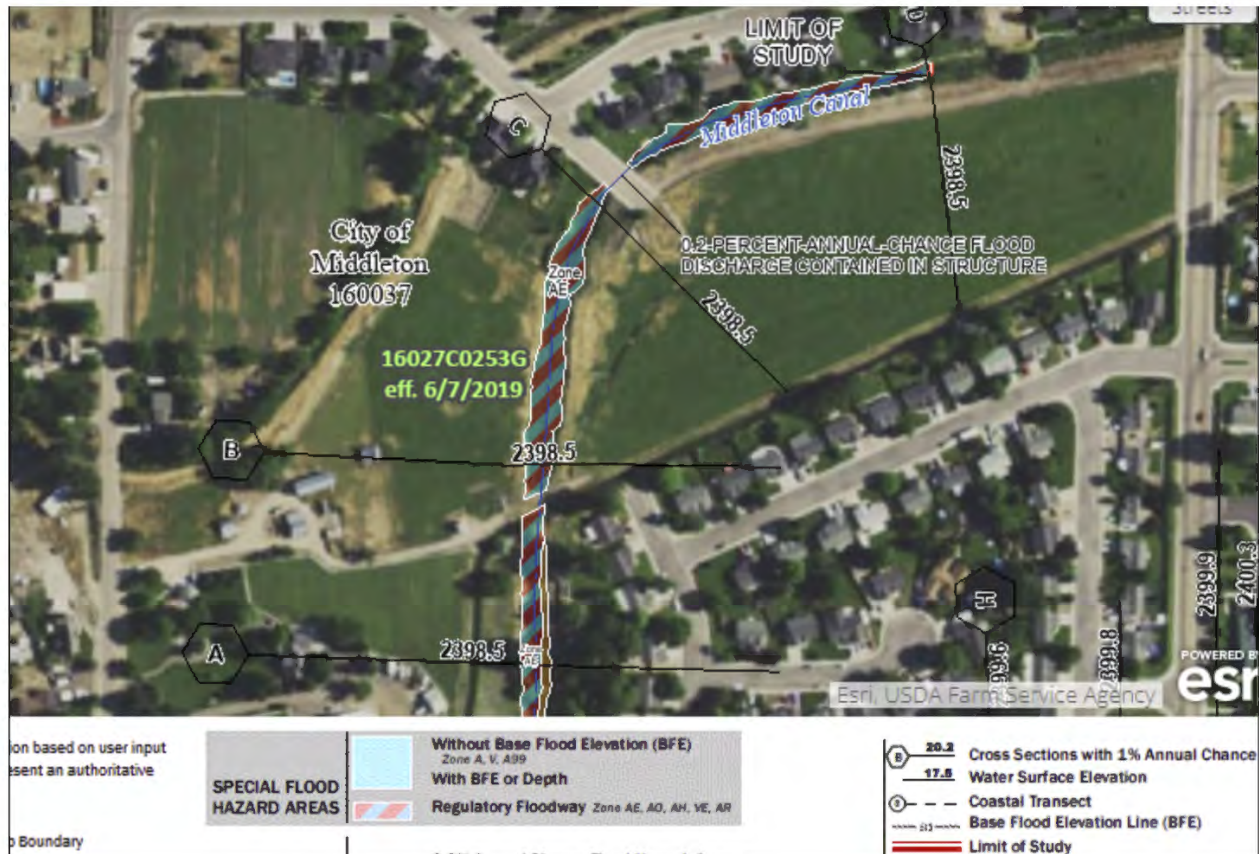 Streets
D
LIMIT OF
STUDY
Middleton Canal
C
2398.5
City of
Middleton
160037
0.2-PERCENT-ANNUAL-CHANCE FLOOD
DISCHARGE CONTAINED IN STRUCTURE
Zone
AE
2398.5
16027C0253G
eff. 6/7/2019
B
2398.5
2399.9
2400.3
H
A
2398.5
Zone
AE
2399.8
POWERED BY
esri
Esri, USDA Farm Service Agency
ion based on user input
esent an authoritative
Boundary
SPECIAL FLOOD
HAZARD AREAS
Without Base Flood Elevation (BFE)
Zone A, V, A99
With BFE or Depth
Regulatory Floodway Zone AE, AO, AH, VE, AR
B 20.2 Cross Sections with 1% Annual Chance
17.5 Water Surface Elevation
8 Coastal Transect
513 Base Flood Elevation Line (BFE)
Limit of Study